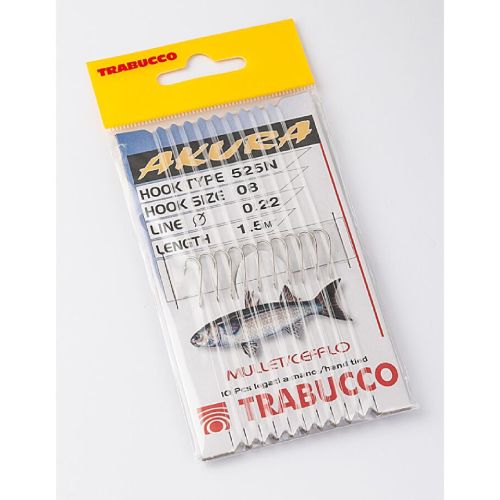 TRABUCCO
AKURA
HOOK TYPE 525N
HOOK SIZE 08
LINE Ø 0.22
LENGTH 1.5M
MULLET/CEFFLO
10 Pcs legati a mano / hand tied
TRABUCCO